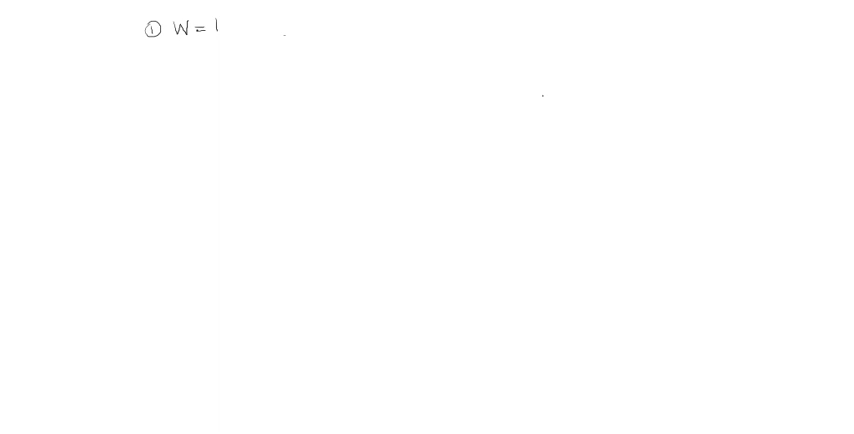 ① W = 1